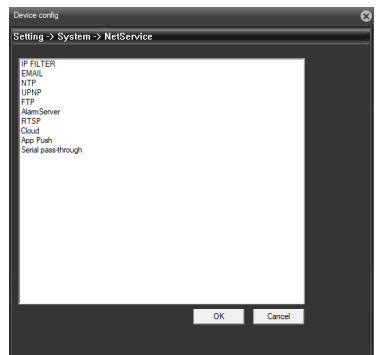 Device config
Setting -> System -> NetService
IP FILTER
EMAIL
NTP
UPNP
FTP
AlarmServer
RTSP
Cloud
App Push
Serial pass-through
OK Cancel